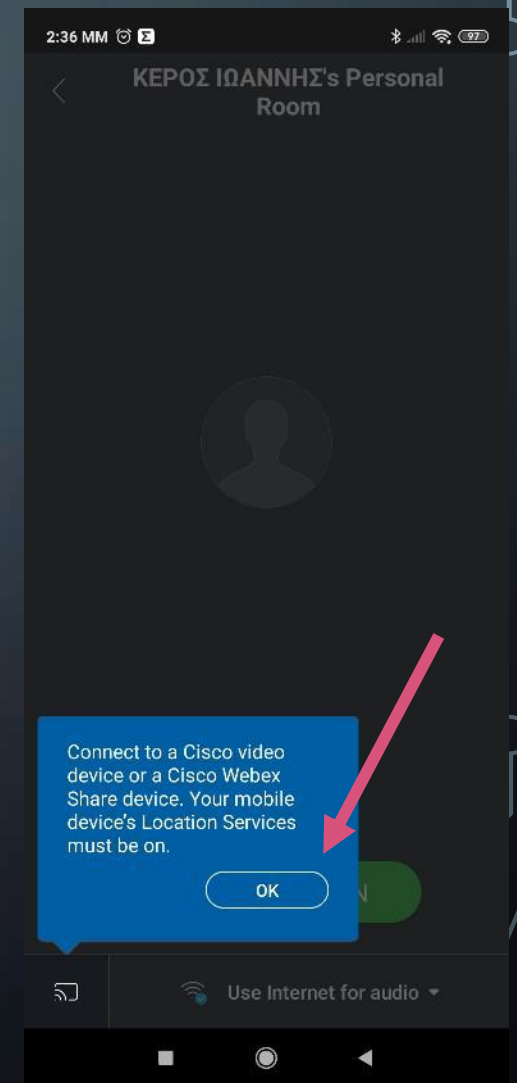 2:36 MM Σ 97
ΚΕΡΟΣ ΙΩΑΝΝΗΣ's Personal
Room
Connect to a Cisco video
device or a Cisco Webex
Share device. Your mobile
device's Location Services
must be on.
OK
N
Use Internet for audio